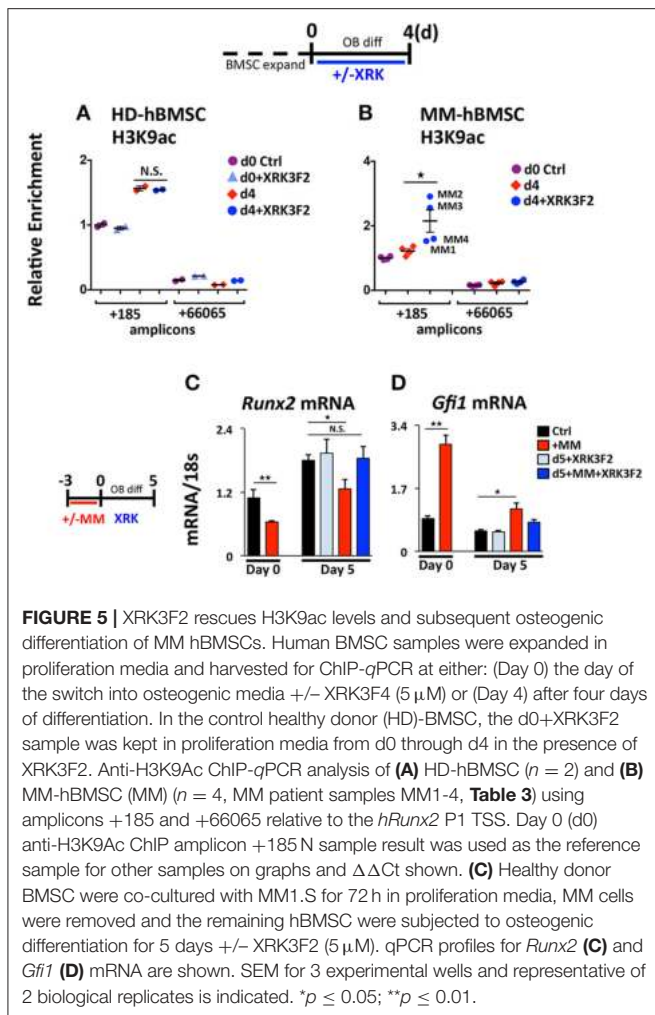 0 4(d)
OB diff
BMSC expand
+/-XRK
A HD-hBMSC
H3K9ac
Relative Enrichment
2
1
0
N.S.
d0 Ctrl
d0+XRK3F2
d4
d4+XRK3F2
+185 +66065
amplicons
B MM-hBMSC
H3K9ac
4
2
0
*
MM2
MM3
MM4
MM1
d0 Ctrl
d4
d4+XRK3F2
+185 +66065
amplicons
-3 0 5
OB diff
+/-MM XRK
C Runx2 mRNA
mRNA/18s
2.4
1.2
0
**
*
N.S.
Day 0 Day 5
D Gfi1 mRNA
3.4
1.7
0
**
*
Ctrl
+MM
d5+XRK3F2
d5+MM+XRK3F2
Day 0 Day 5
FIGURE 5 | XRK3F2 rescues H3K9ac levels and subsequent osteogenic
differentiation of MM hBMSCs. Human BMSC samples were expanded in
proliferation media and harvested for ChIP-qPCR at either: (Day 0) the day of
the switch into osteogenic media +/– XRK3F4 (5 μM) or (Day 4) after four days
of differentiation. In the control healthy donor (HD)-BMSC, the d0+XRK3F2
sample was kept in proliferation media from d0 through d4 in the presence of
XRK3F2. Anti-H3K9Ac ChIP-qPCR analysis of (A) HD-hBMSC (n = 2) and (B)
MM-hBMSC (MM) (n = 4, MM patient samples MM1-4, Table 3) using
amplicons +185 and +66065 relative to the hRunx2 P1 TSS. Day 0 (d0)
anti-H3K9Ac ChIP amplicon +185 N sample result was used as the reference
sample for other samples on graphs and ΔΔCt shown. (C) Healthy donor
BMSC were co-cultured with MM1.S for 72 h in proliferation media, MM cells
were removed and the remaining hBMSC were subjected to osteogenic
differentiation for 5 days +/– XRK3F2 (5 μM). qPCR profiles for Runx2 (C) and
Gfi1 (D) mRNA are shown. SEM for 3 experimental wells and representative of
2 biological replicates is indicated. *p ≤ 0.05; **p ≤ 0.01.